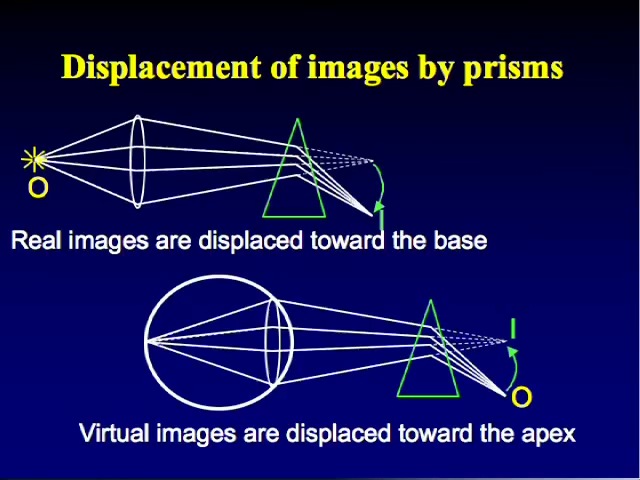 Displacement of images by prisms
O
I
Real images are displaced toward the base
I
O
Virtual images are displaced toward the apex